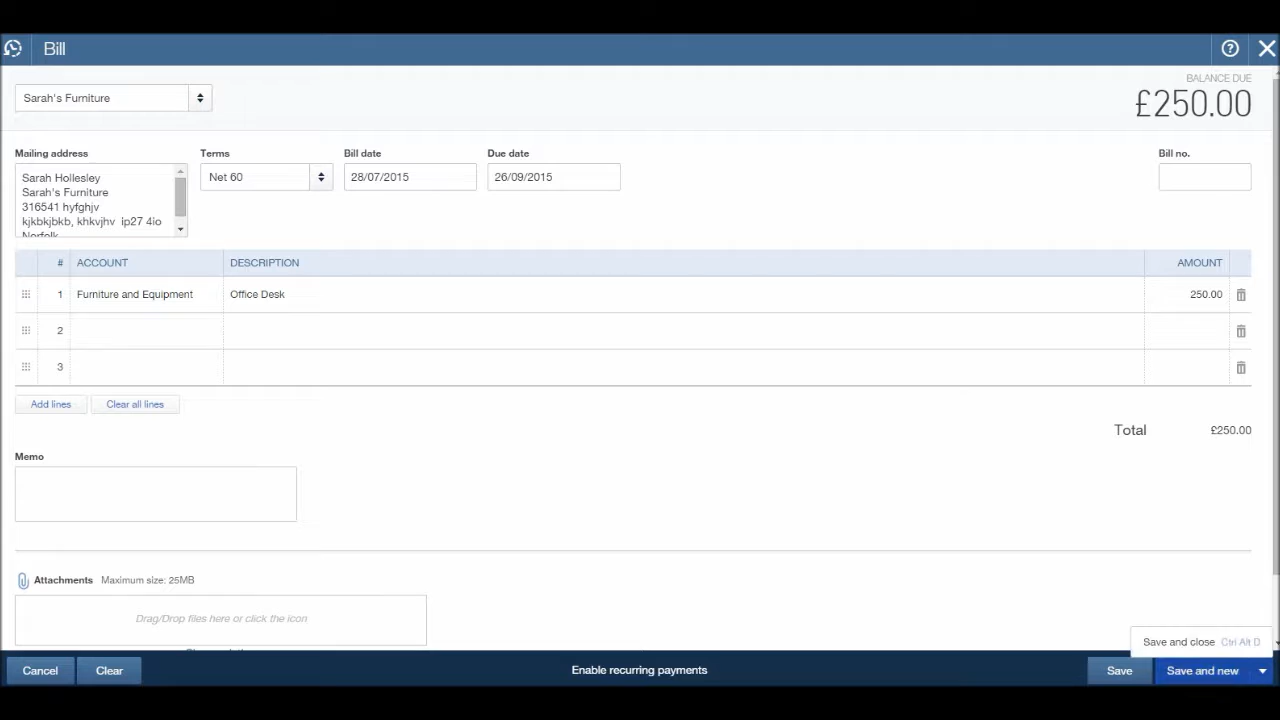 Bill
Sarah's Furniture
BALANCE DUE
£250.00
Mailing address
Sarah Hollesley
Sarah's Furniture
316541 hyfghjv
kjkbkjbkb, khkvjhv ip27 4io
Norfolk
Terms
Net 60
Bill date
28/07/2015
Due date
26/09/2015
Bill no.
# ACCOUNT DESCRIPTION AMOUNT
1 Furniture and Equipment Office Desk 250.00
2
3
Add lines Clear all lines
Total £250.00
Memo
Attachments Maximum size: 25MB
Drag/Drop files here or click the icon
Save and close Ctrl Alt D
Cancel Clear Enable recurring payments Save Save and new